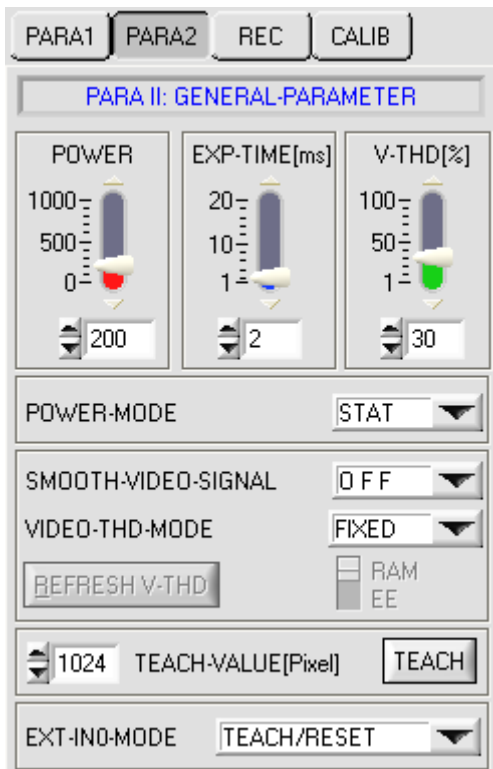 PARA1 PARA2 REC CALIB
PARA II: GENERAL-PARAMETER
POWER EXP-TIME[ms] V-THD[%]
1000 20 100
500 10 50
0 1 1
200 2 30
POWER-MODE STAT
SMOOTH-VIDEO-SIGNAL O F F
VIDEO-THD-MODE FIXED
REFRESH V-THD RAM
EE
1024 TEACH-VALUE[Pixel] TEACH
EXT-IN0-MODE TEACH/RESET